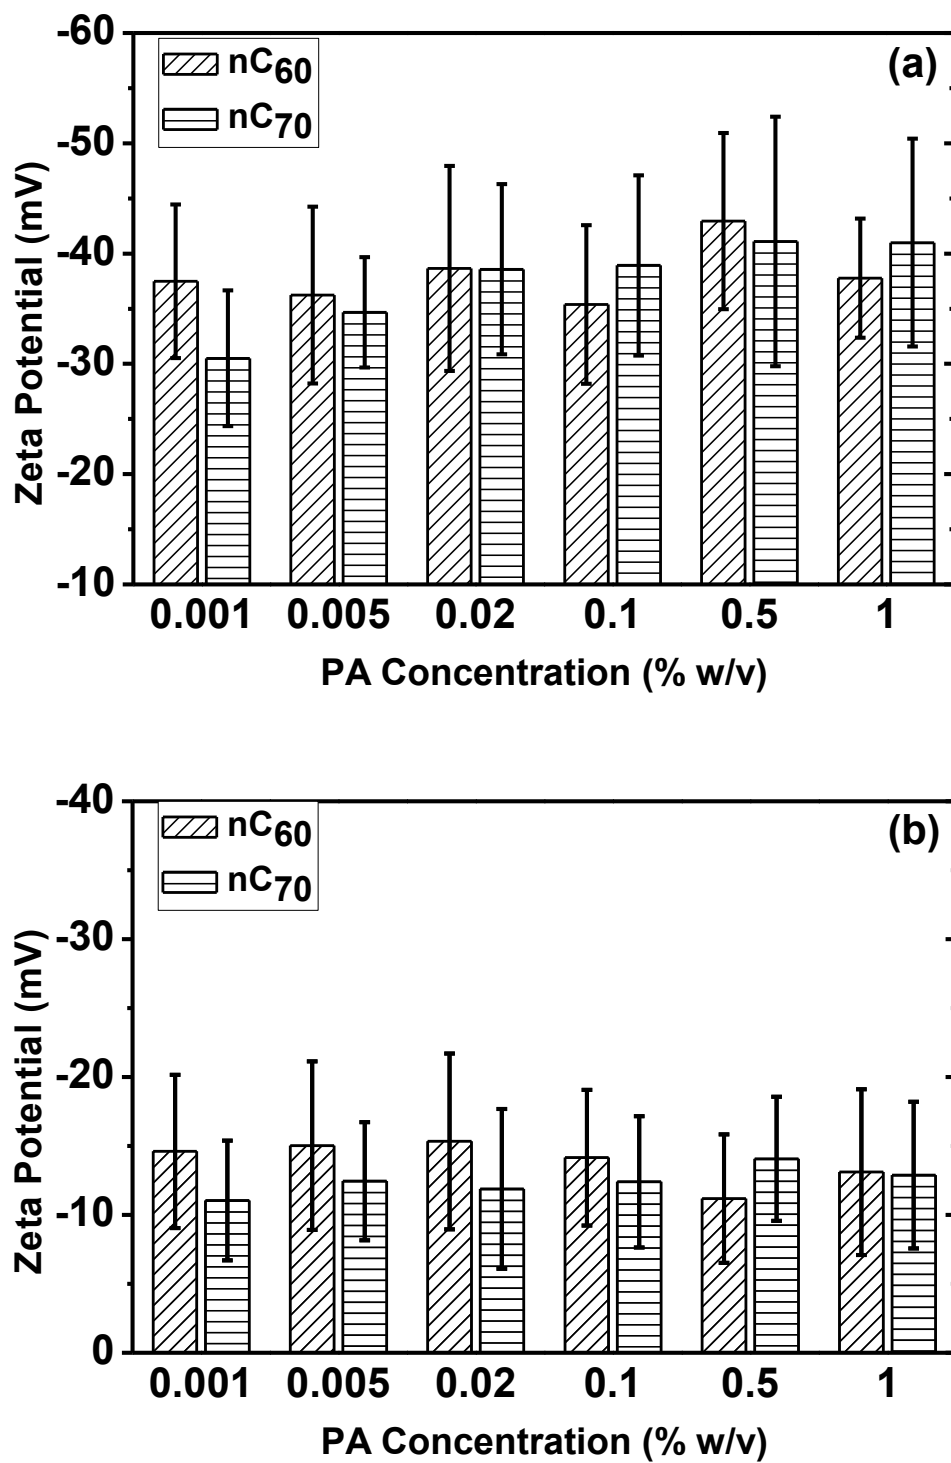 (a)
nC60
nC70
Zeta Potential (mV)
-60
-50
-40
-30
-20
-10
0.001 0.005 0.02 0.1 0.5 1
PA Concentration (% w/v)
(b)
nC60
nC70
Zeta Potential (mV)
-40
-30
-20
-10
0
0.001 0.005 0.02 0.1 0.5 1
PA Concentration (% w/v)